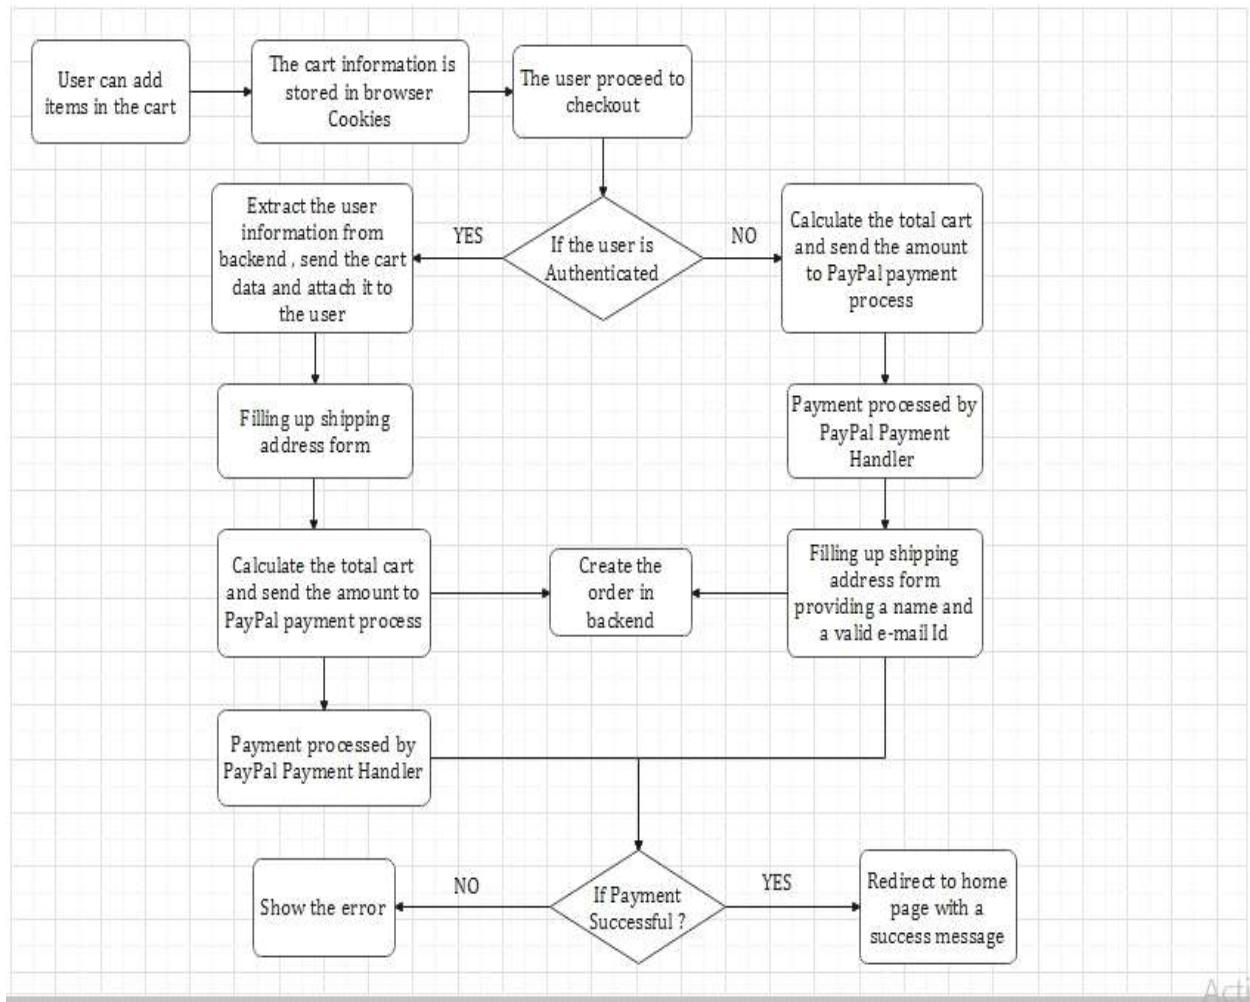 User can add
items in the cart
The cart information is
stored in browser
Cookies
The user proceed to
checkout
If the user is
Authenticated
YES
NO
Extract the user
information from
backend , send the cart
data and attach it to
the user
Calculate the total cart
and send the amount
to PayPal payment
process
Filling up shipping
address form
Payment processed by
PayPal Payment
Handler
Calculate the total cart
and send the amount to
PayPal payment process
Create the
order in
backend
Filling up shipping
address form
providing a name and
a valid e-mail Id
Payment processed by
PayPal Payment Handler
If Payment
Successful ?
NO
YES
Show the error
Redirect to home
page with a
success message
Acti